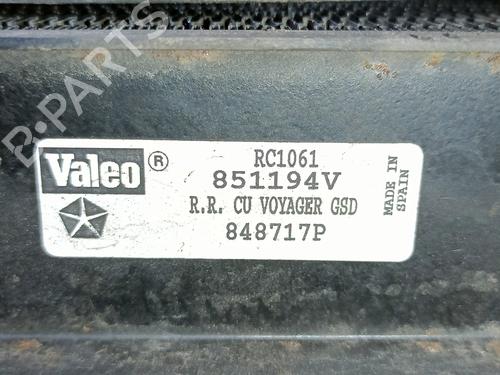 B-PARTS
Valeo®
RC1061
851194V
R.R. CU VOYAGER GSD
848717P
MADE IN
SPAIN